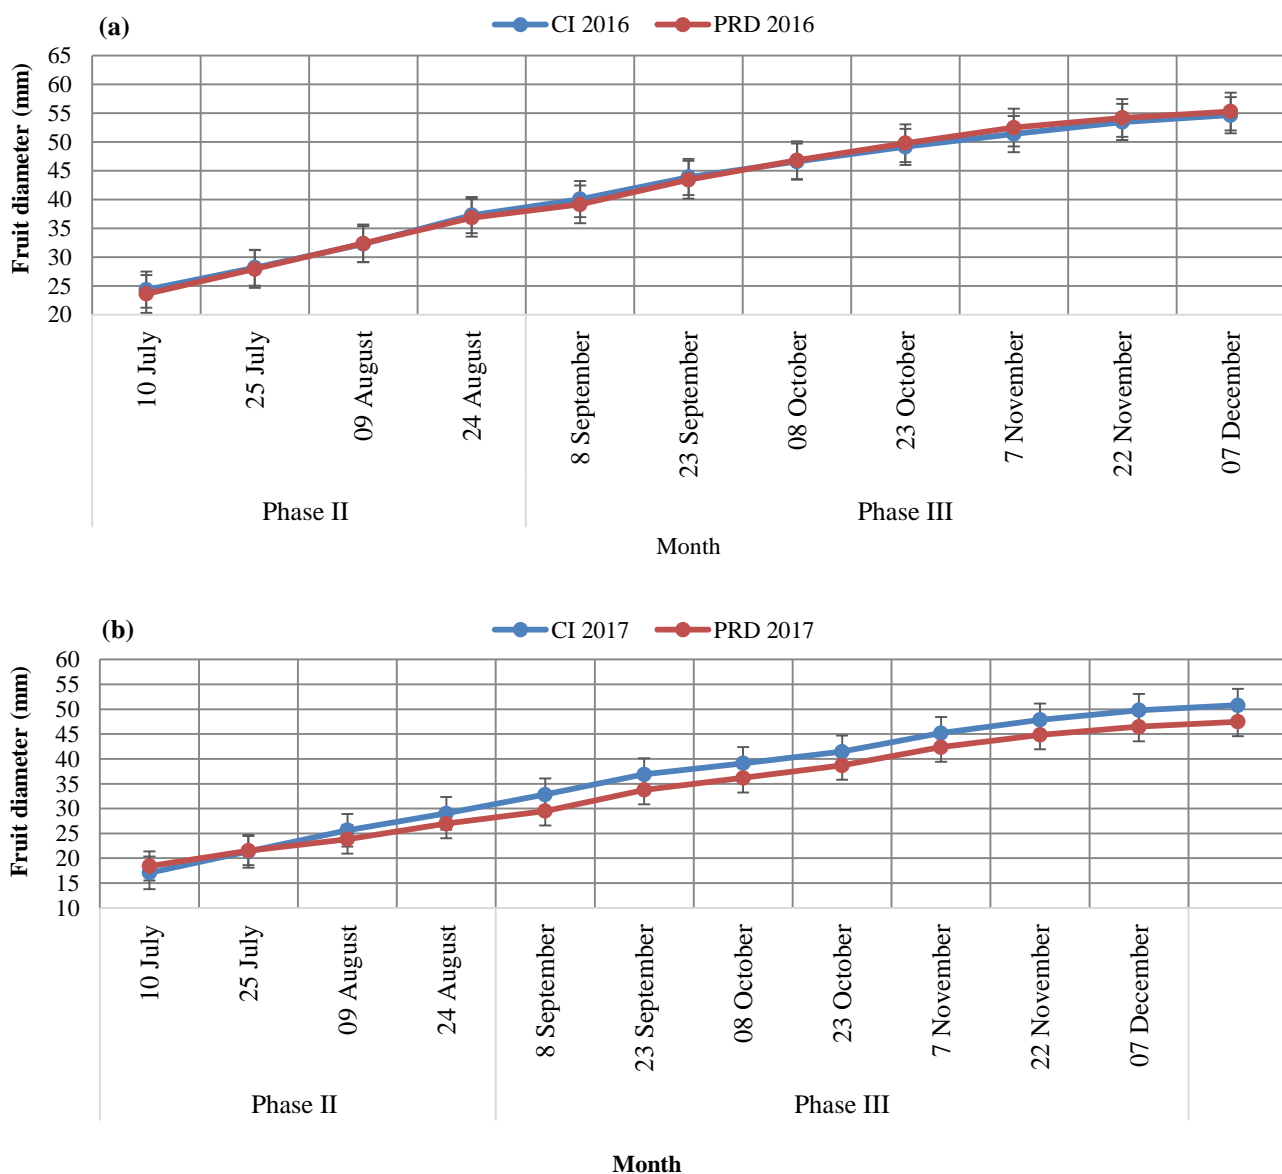 (a)
CI 2016 PRD 2016
Fruit diameter (mm)
65
60
55
50
45
40
35
30
25
20
10 July
25 July
09 August
24 August
8 September
23 September
08 October
23 October
7 November
22 November
07 December
Phase II Phase III
Month
(b)
CI 2017 PRD 2017
Fruit diameter (mm)
60
55
50
45
40
35
30
25
20
15
10
10 July
25 July
09 August
24 August
8 September
23 September
08 October
23 October
7 November
22 November
07 December
Phase II Phase III
Month